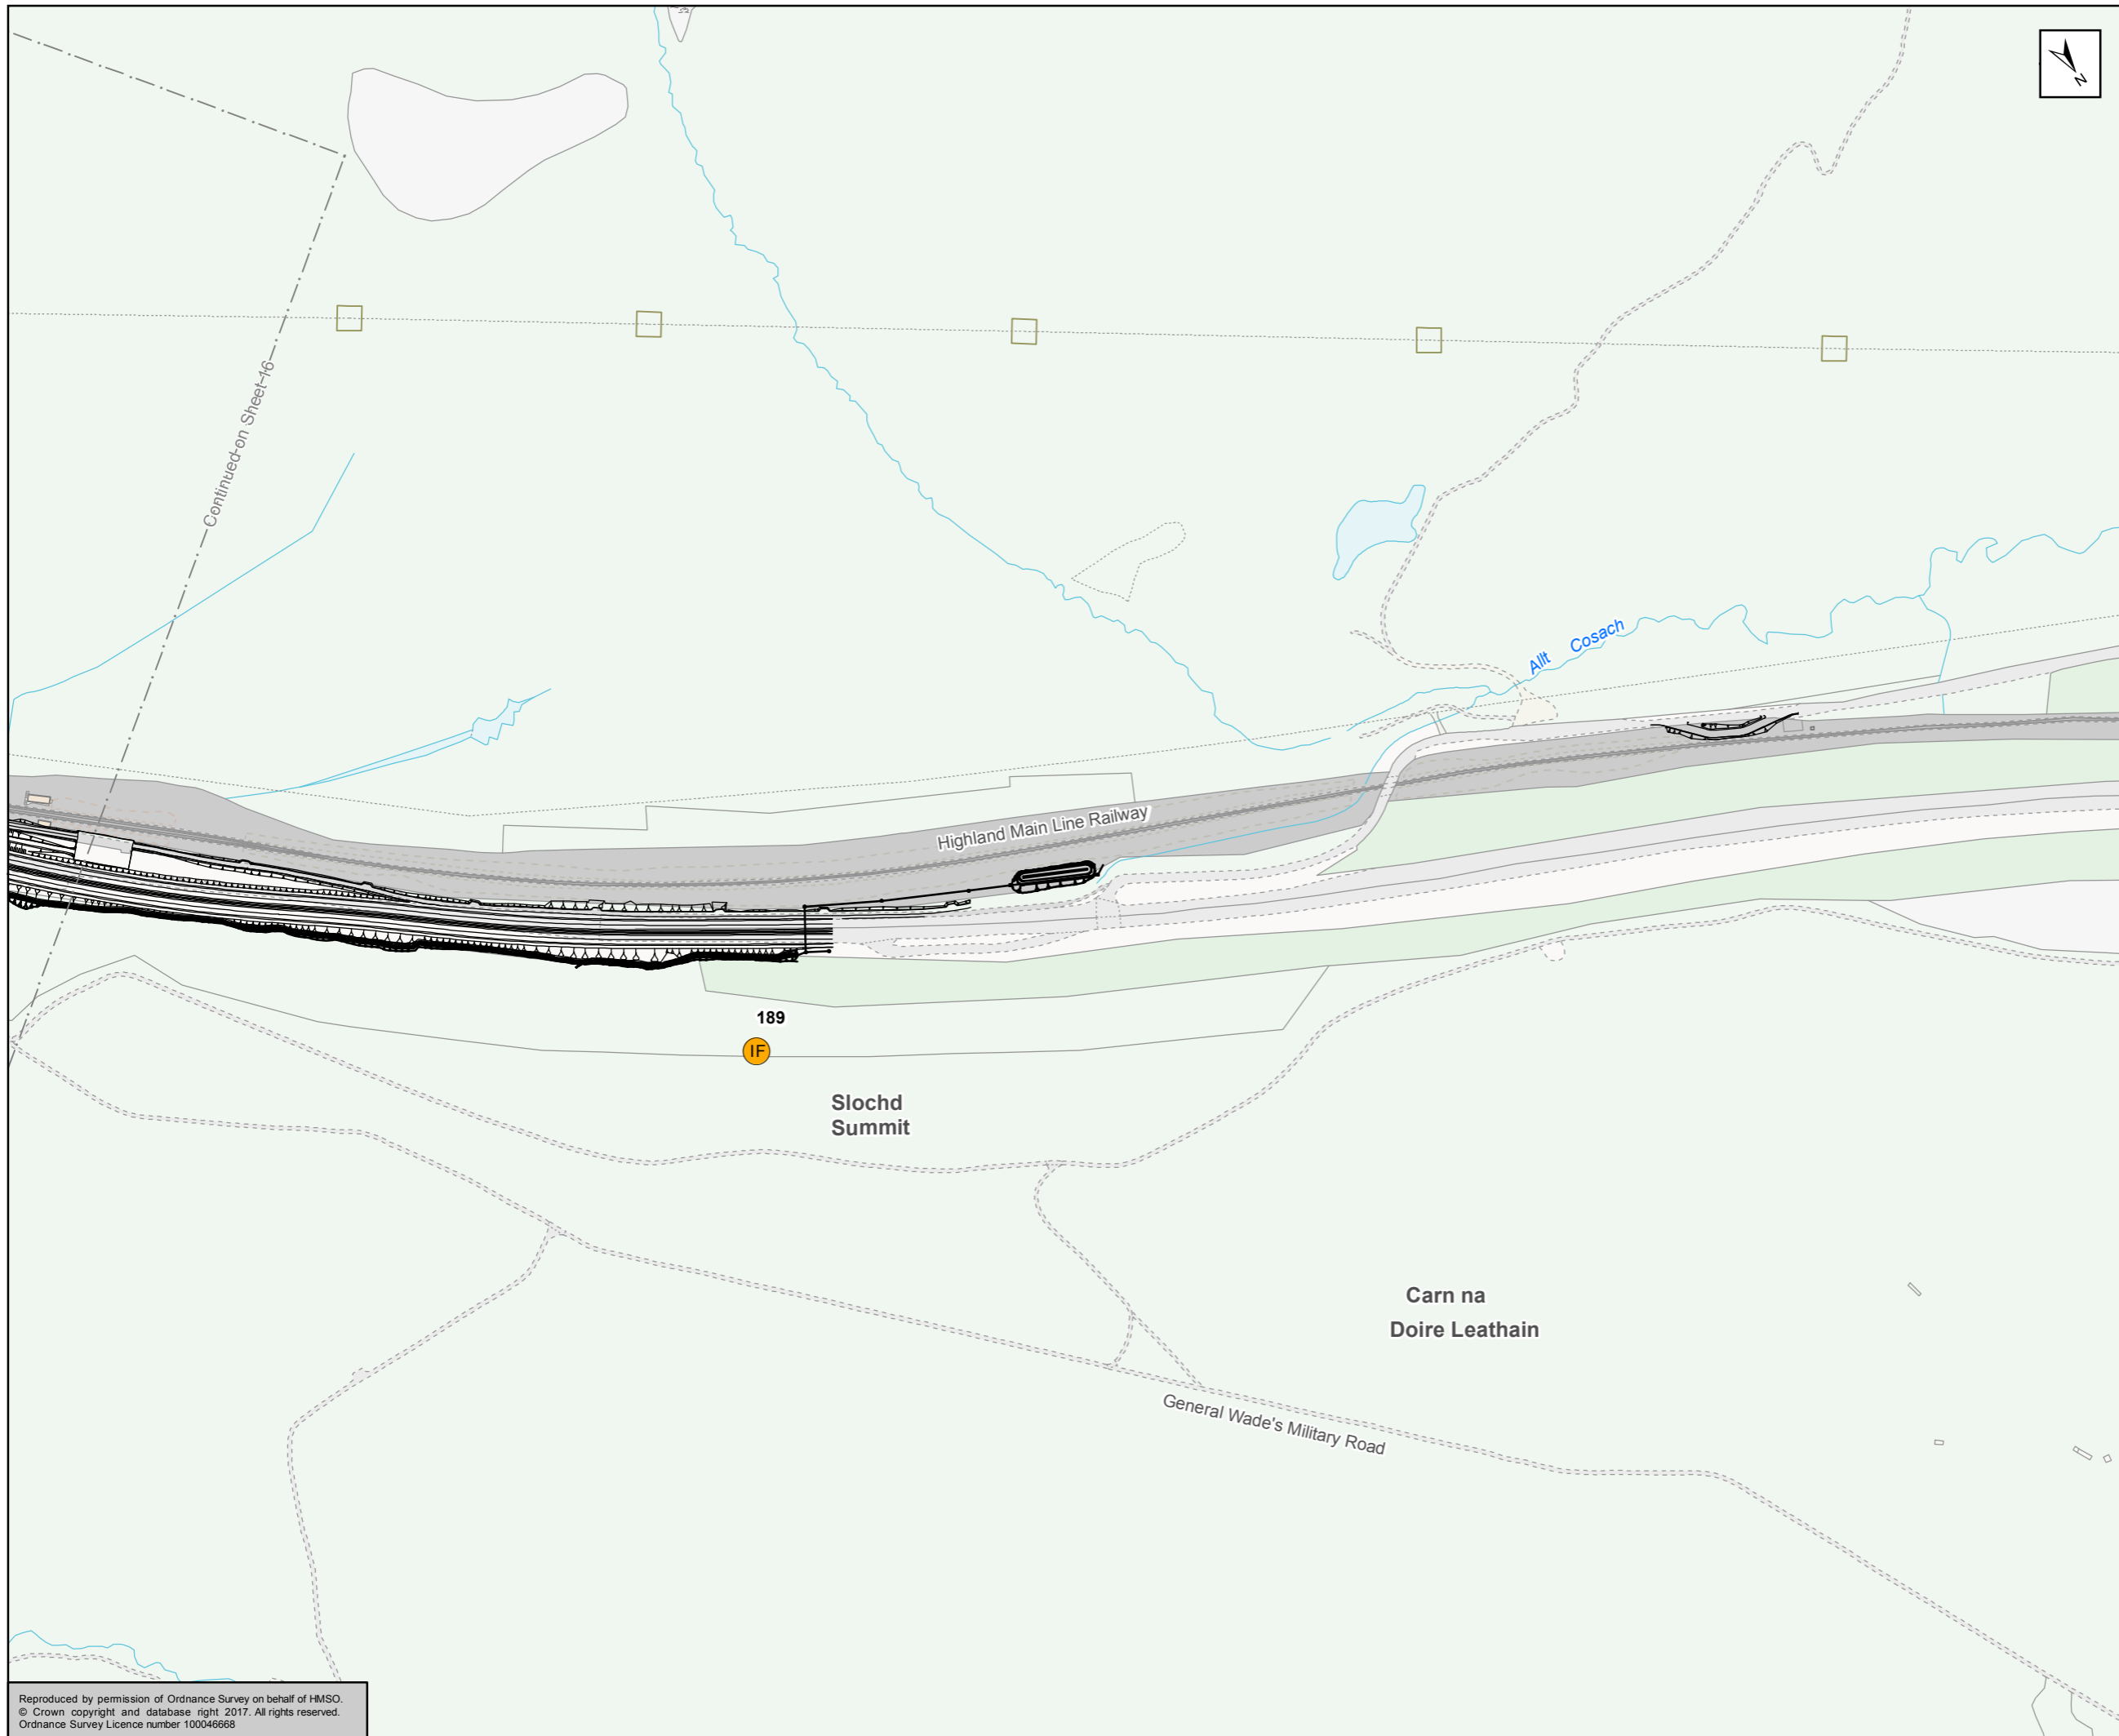 N
Continued on Sheet 16
Allt Cosach
Highland Main Line Railway
189
IF
Slochd
Summit
Carn na
Doire Leathain
General Wade's Military Road
Reproduced by permission of Ordnance Survey on behalf of HMSO.
© Crown copyright and database right 2017. All rights reserved.
Ordnance Survey Licence number 100046668